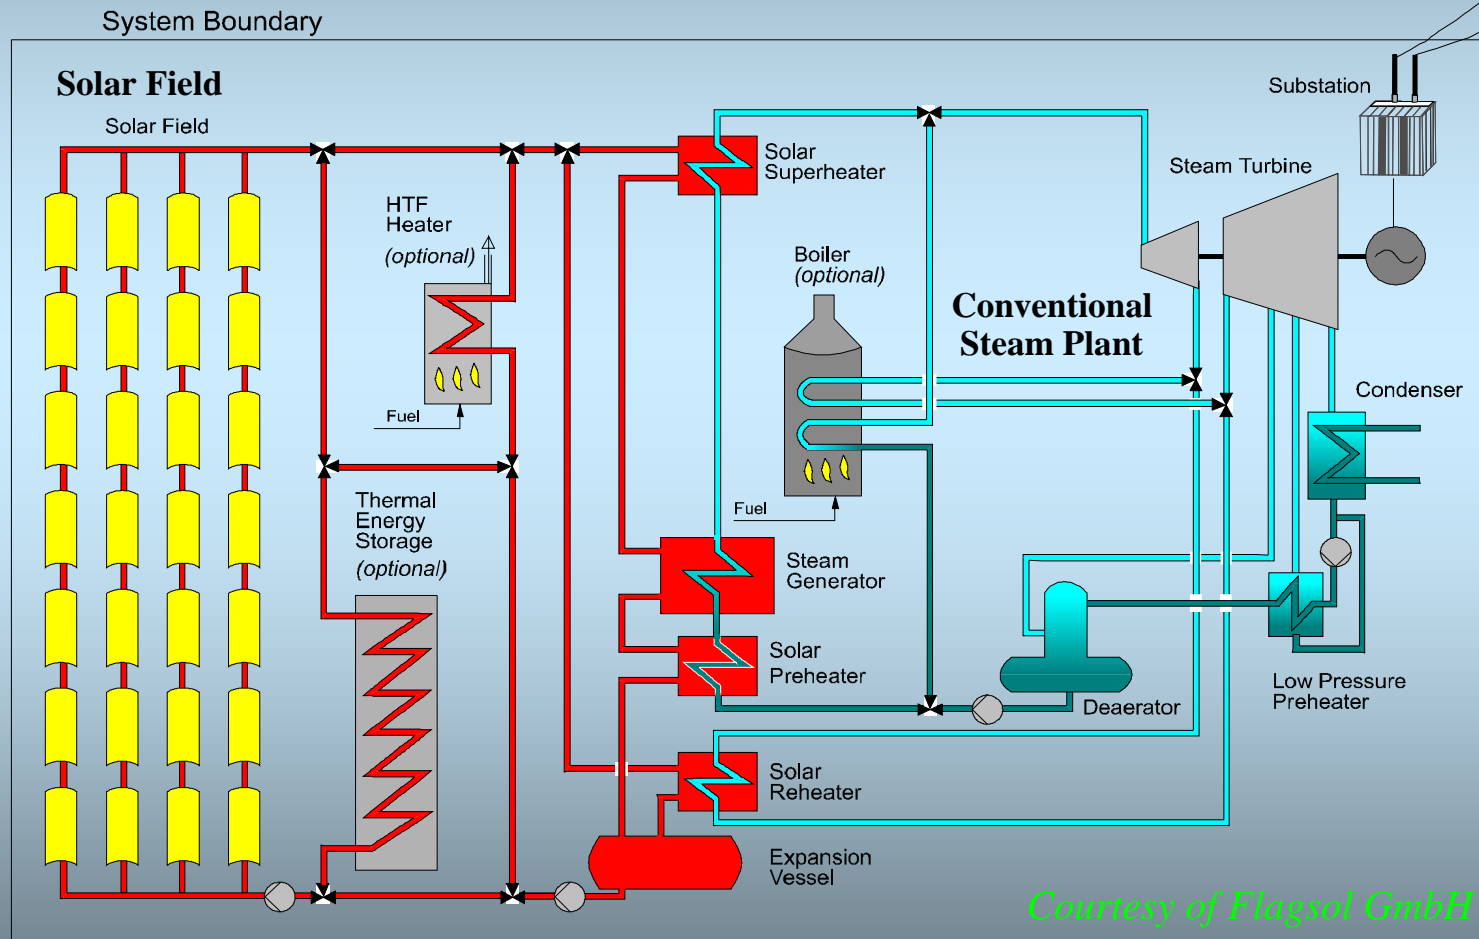 System Boundary
Solar Field
Solar Field
Substation
Solar
Superheater
Steam Turbine
HTF
Heater
(optional)
Boiler
(optional)
Conventional
Steam Plant
Condenser
Fuel
Thermal
Energy
Storage
(optional)
Fuel
Steam
Generator
Solar
Preheater
Deaerator
Low Pressure
Preheater
Solar
Reheater
Expansion
Vessel
Courtesy of Flagsol GmbH